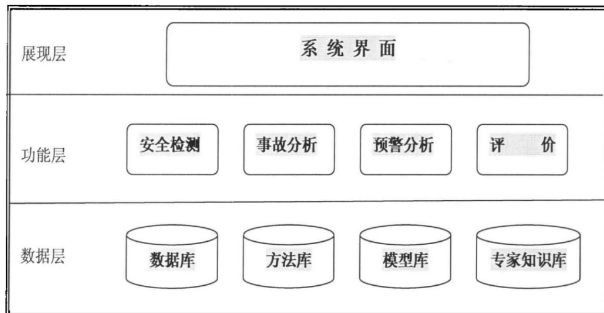 展现层
系统界面
功能层
安全检测
事故分析
预警分析
评 价
数据层
数据库
方法库
模型库
专家知识库